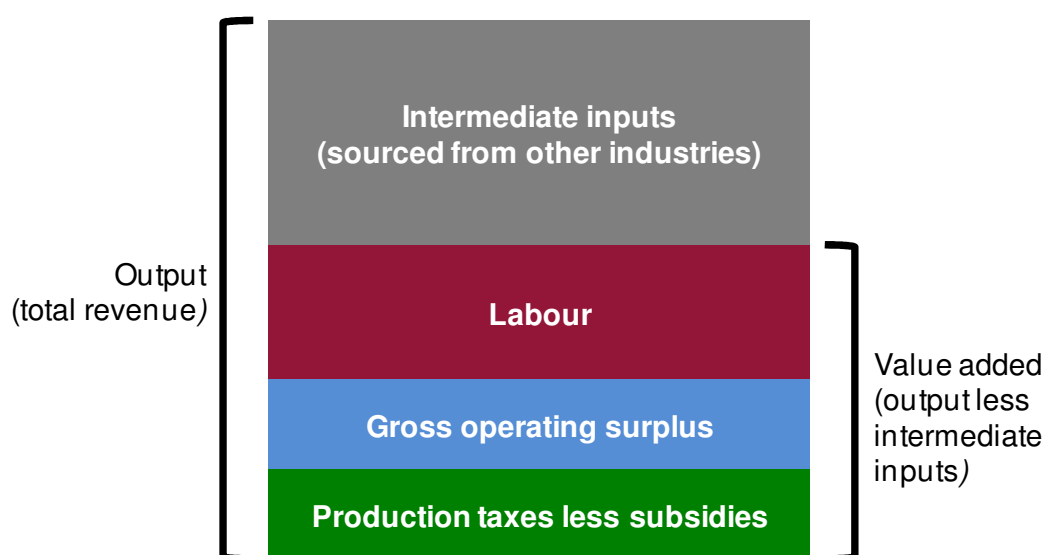 Intermediate inputs
(sourced from other industries)
Output
(total revenue)
Labour
Value added
(output less
intermediate
inputs)
Gross operating surplus
Production taxes less subsidies